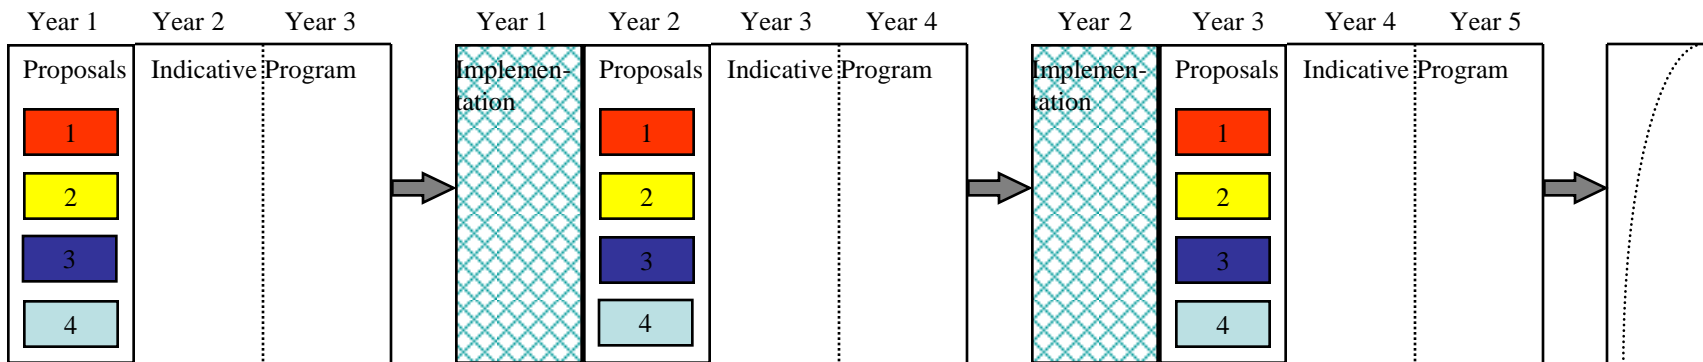 Year 1 Year 2 Year 3 Year 1 Year 2 Year 3 Year 4 Year 2 Year 3 Year 4 Year 5
Proposals Indicative Program Implemen- Proposals Indicative Program Implemen- Proposals Indicative Program
tation tation
1 1 1
2 2 2
3 3 3
4 4 4